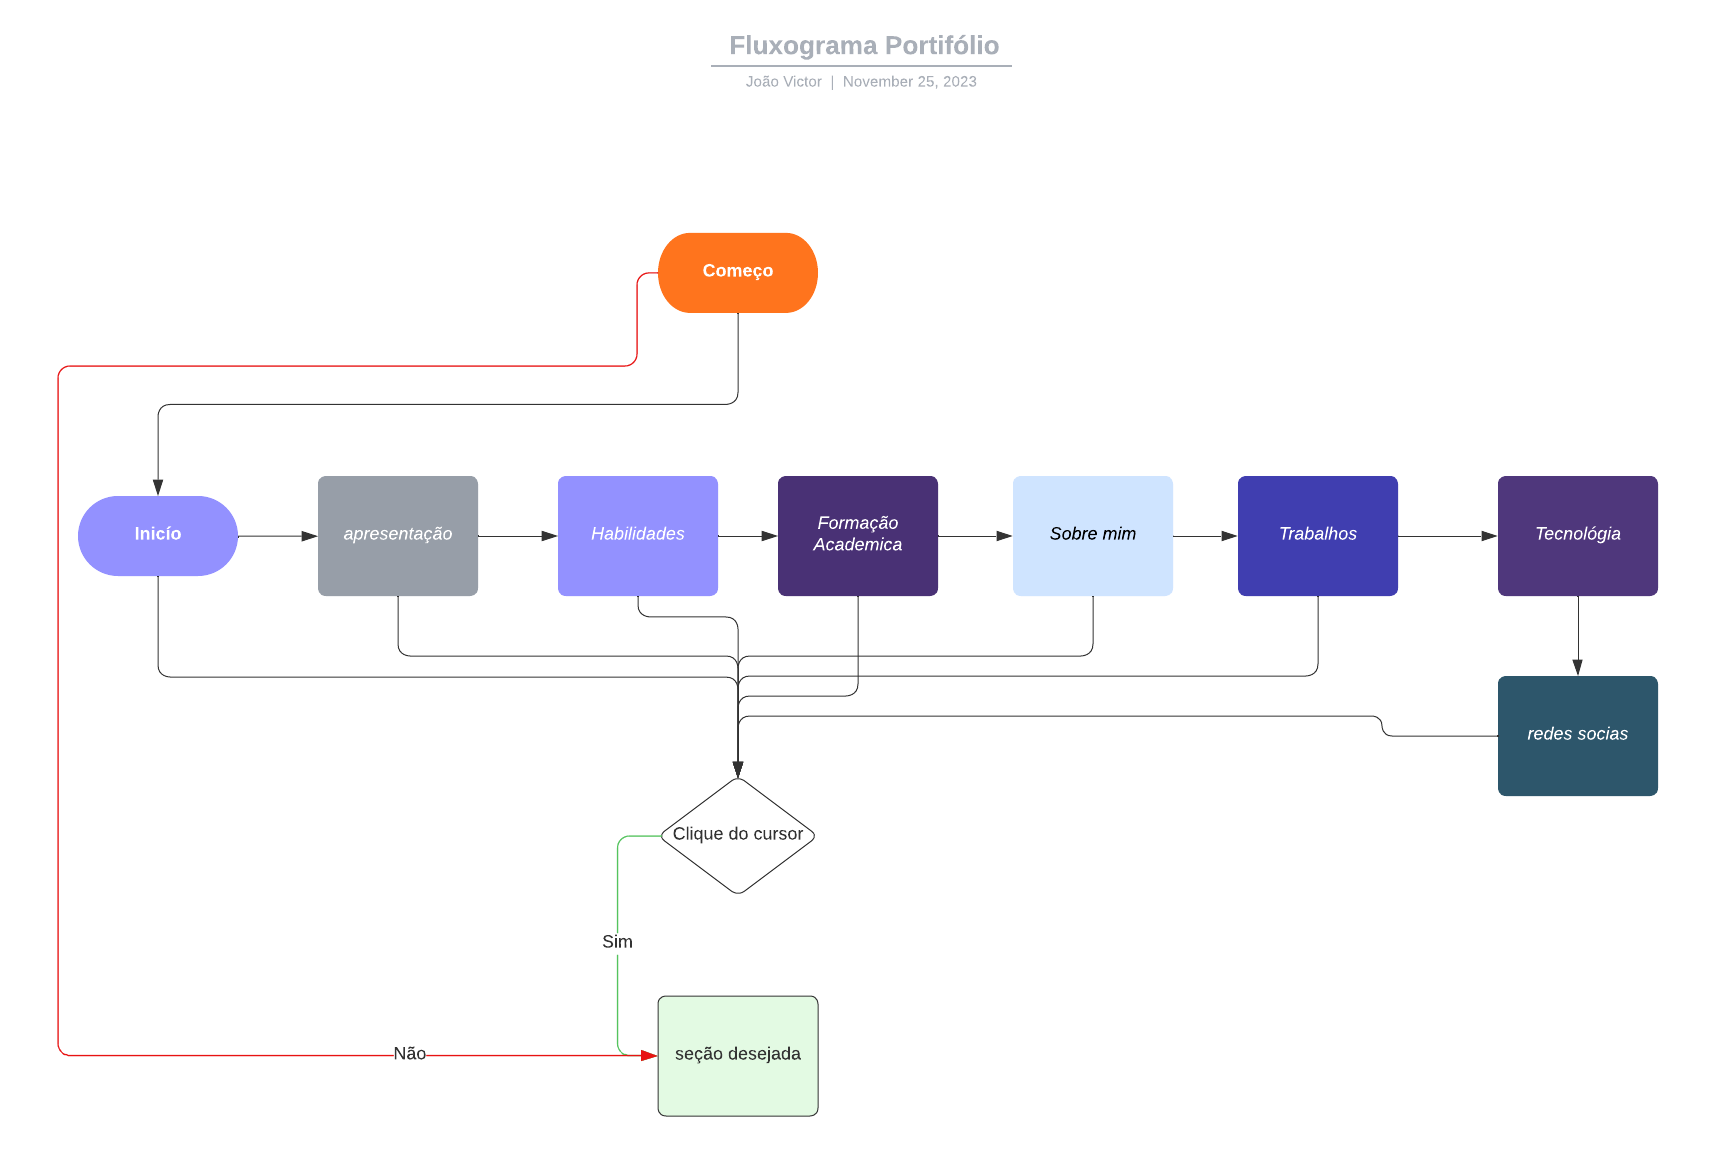 Fluxograma Portifólio
João Victor | November 25, 2023
Começo
Inicío
apresentação
Habilidades
Formação
Academica
Sobre mim
Trabalhos
Tecnológia
redes socias
Clique do cursor
Sim
Não
seção desejada